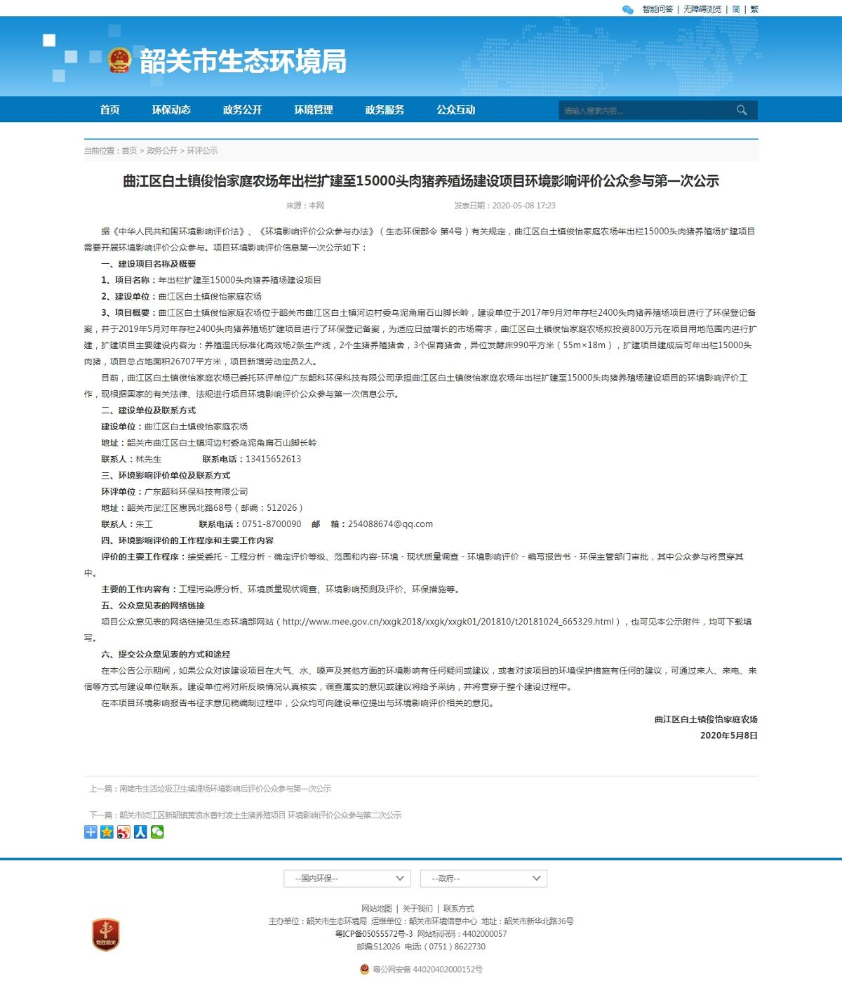 智能问答 | 无障碍浏览 | 简 | 繁
韶关市生态环境局
首页 环保动态 政务公开 环境管理 政务服务 公众互动 请输入搜索内容...
当前位置：首页 > 政务公开 > 环评公示
曲江区白土镇俊怡家庭农场年出栏扩建至15000头肉猪养殖场建设项目环境影响评价公众参与第一次公示
来源：本网 发表日期：2020-05-08 17:23
据《中华人民共和国环境影响评价法》、《环境影响评价公众参与办法》（生态环保部令 第4号）有关规定，曲江区白土镇俊怡家庭农场年出栏15000头肉猪养殖场扩建项目
需要开展环境影响评价公众参与。项目环境影响评价信息第一次公示如下：
一、建设项目名称及概要
1、项目名称：年出栏扩建至15000头肉猪养殖场建设项目
2、建设单位：曲江区白土镇俊怡家庭农场
3、项目概要：曲江区白土镇俊怡家庭农场位于韶关市曲江区白土镇河边村委乌泥角扁石山脚长岭，建设单位于2017年9月对年存栏2400头肉猪养殖场项目进行了环保登记备
案，并于2019年5月对年存栏2400头肉猪养殖场扩建项目进行了环保登记备案，为适应日益增长的市场需求，曲江区白土镇俊怡家庭农场拟投资800万元在项目用地范围内进行扩
建，扩建项目主要建设内容为：养殖温氏标准化高效场2条生产线，2个生猪养殖猪舍，3个保育猪舍，异位发酵床990平方米（55m×18m），扩建项目建成后可年出栏15000头
肉猪，项目总占地面积26707平方米，项目新增劳动定员2人。
目前，曲江区白土镇俊怡家庭农场已委托环评单位广东韶科环保科技有限公司承担曲江区白土镇俊怡家庭农场年出栏扩建至15000头肉猪养殖场建设项目的环境影响评价工
作，现根据国家的有关法律、法规进行项目环境影响评价公众参与第一次信息公示。
二、建设单位及联系方式
建设单位：曲江区白土镇俊怡家庭农场
地址：韶关市曲江区白土镇河边村委乌泥角扁石山脚长岭
联系人：林先生 联系电话：13415652613
三、环境影响评价单位及联系方式
环评单位：广东韶科环保科技有限公司
地址：韶关市武江区惠民北路68号（邮编：512026）
联系人：朱工 联系电话：0751-8700090 邮 箱：254088674@qq.com
四、环境影响评价的工作程序和主要工作内容
评价的主要工作程序：接受委托－工程分析－确定评价等级、范围和内容-环境－现状质量调查－环境影响评价－编写报告书－环保主管部门审批，其中公众参与将贯穿其
中。
主要的工作内容有：工程污染源分析、环境质量现状调查、环境影响预测及评价、环保措施等。
五、公众意见表的网络链接
项目公众意见表的网络链接见生态环境部网站（http://www.mee.gov.cn/xxgk2018/xxgk/xxgk01/201810/t20181024_665329.html），也可见本公示附件，均可下载填
写。
六、提交公众意见表的方式和途经
在本公告公示期间，如果公众对该建设项目在大气、水、噪声及其他方面的环境影响有任何疑问或建议，或者对该项目的环境保护措施有任何的建议，可通过来人、来电、来
信等方式与建设单位联系。建设单位将对所反映情况认真核实，调查属实的意见或建议将给予采纳，并将贯穿于整个建设过程中。
在本项目环境影响报告书征求意见稿编制过程中，公众均可向建设单位提出与环境影响评价相关的意见。
曲江区白土镇俊怡家庭农场
2020年5月8日
上一篇：南雄市生活垃圾卫生填埋场环境影响后评价公众参与第一次公示
下一篇：韶关市浈江区新韶镇黄浪水曹村凌土生猪养殖项目 环境影响评价公众参与第二次公示
--国内环保-- --政府--
网站地图 | 关于我们 | 联系方式
主办单位：韶关市生态环境局 运维单位：韶关市环境信息中心 地址：韶关市新华北路36号
粤ICP备05055572号-3 网站标识码：4402000057
邮编:512026 电话:（0751）8622730
党政机关
粤公网安备 44020402000152号